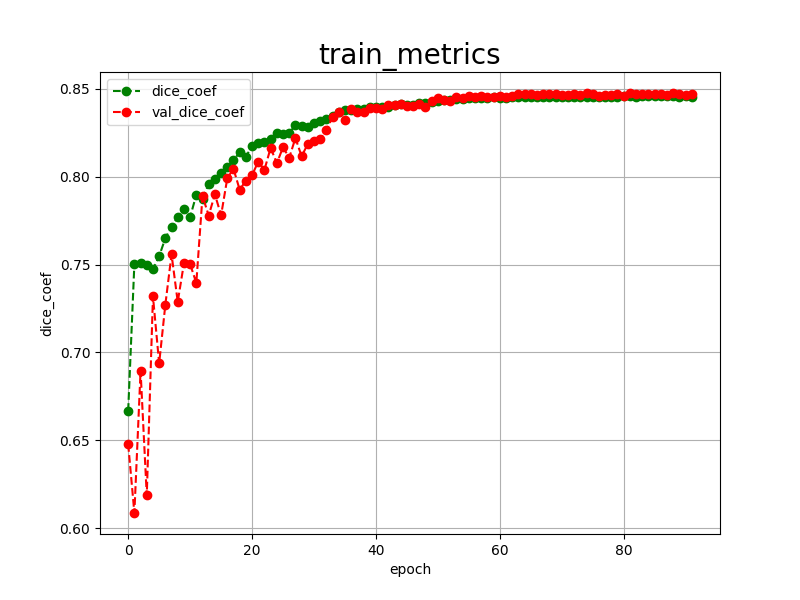 train_metrics
dice_coef
val_dice_coef
0.85
0.80
0.75
0.70
0.65
0.60
dice_coef
0 20 40 60 80
epoch